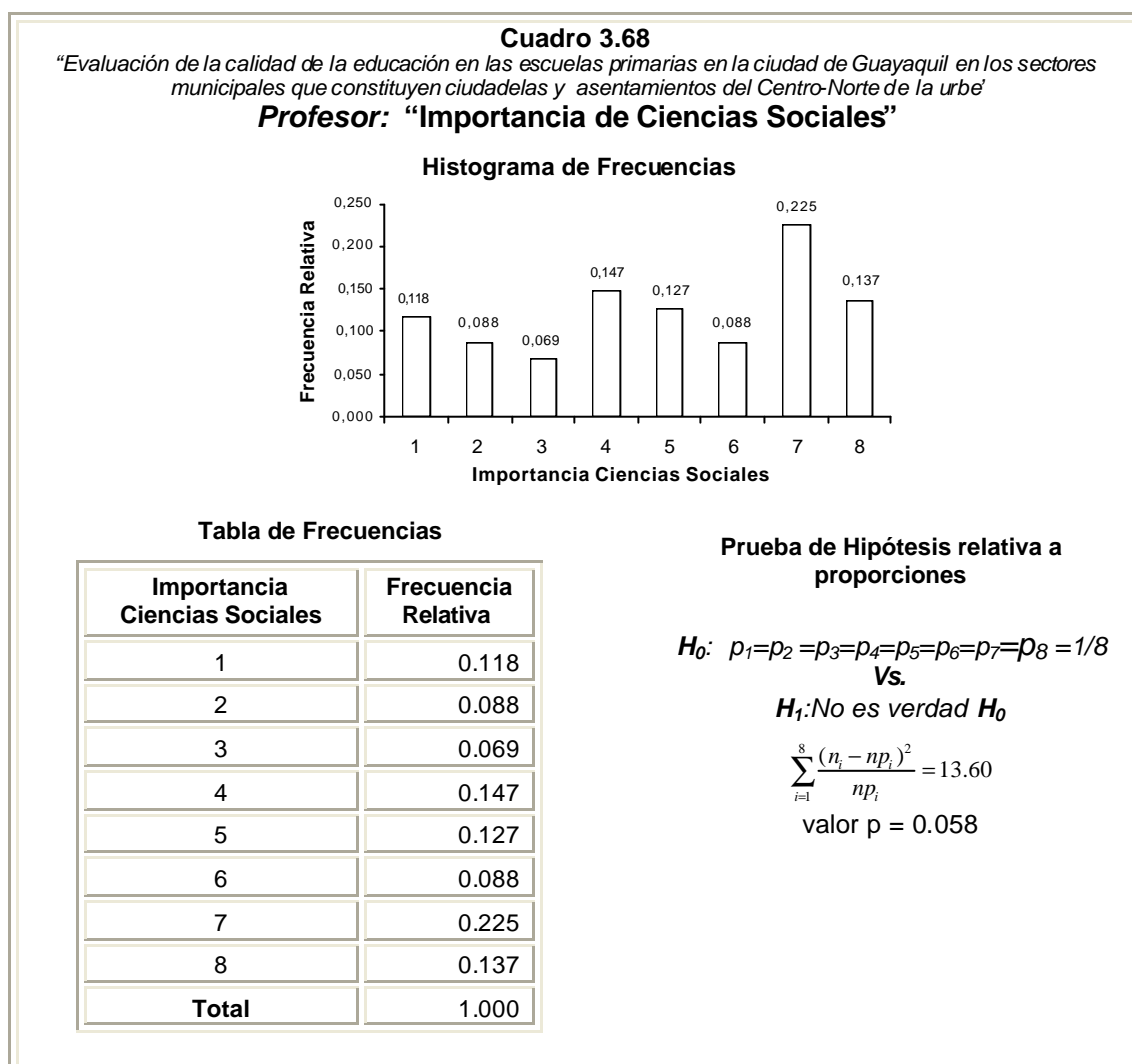 Cuadro 3.68
“Evaluación de la calidad de la educación en las escuelas primarias en la ciudad de Guayaquil en los sectores
municipales que constituyen ciudadelas y asentamientos del Centro-Norte de la urbe”
Profesor: “Importancia de Ciencias Sociales”
Histograma de Frecuencias
Frecuencia Relativa
0,250
0,200
0,150
0,100
0,050
0,000
0,118
0,088
0,069
0,147
0,127
0,088
0,225
0,137
1 2 3 4 5 6 7 8
Importancia Ciencias Sociales
Tabla de Frecuencias
Importancia Ciencias Sociales | Frecuencia Relativa
1 0.118
2 0.088
3 0.069
4 0.147
5 0.127
6 0.088
7 0.225
8 0.137
Total 1.000
Prueba de Hipótesis relativa a
proporciones
H₀: p₁=p₂ =p₃=p₄=p₅=p₆=p₇=p₈ =1/8
Vs.
H₁:No es verdad H₀
∑_{i=1}^{8} (n_i − np_i)² / np_i = 13.60
valor p = 0.058